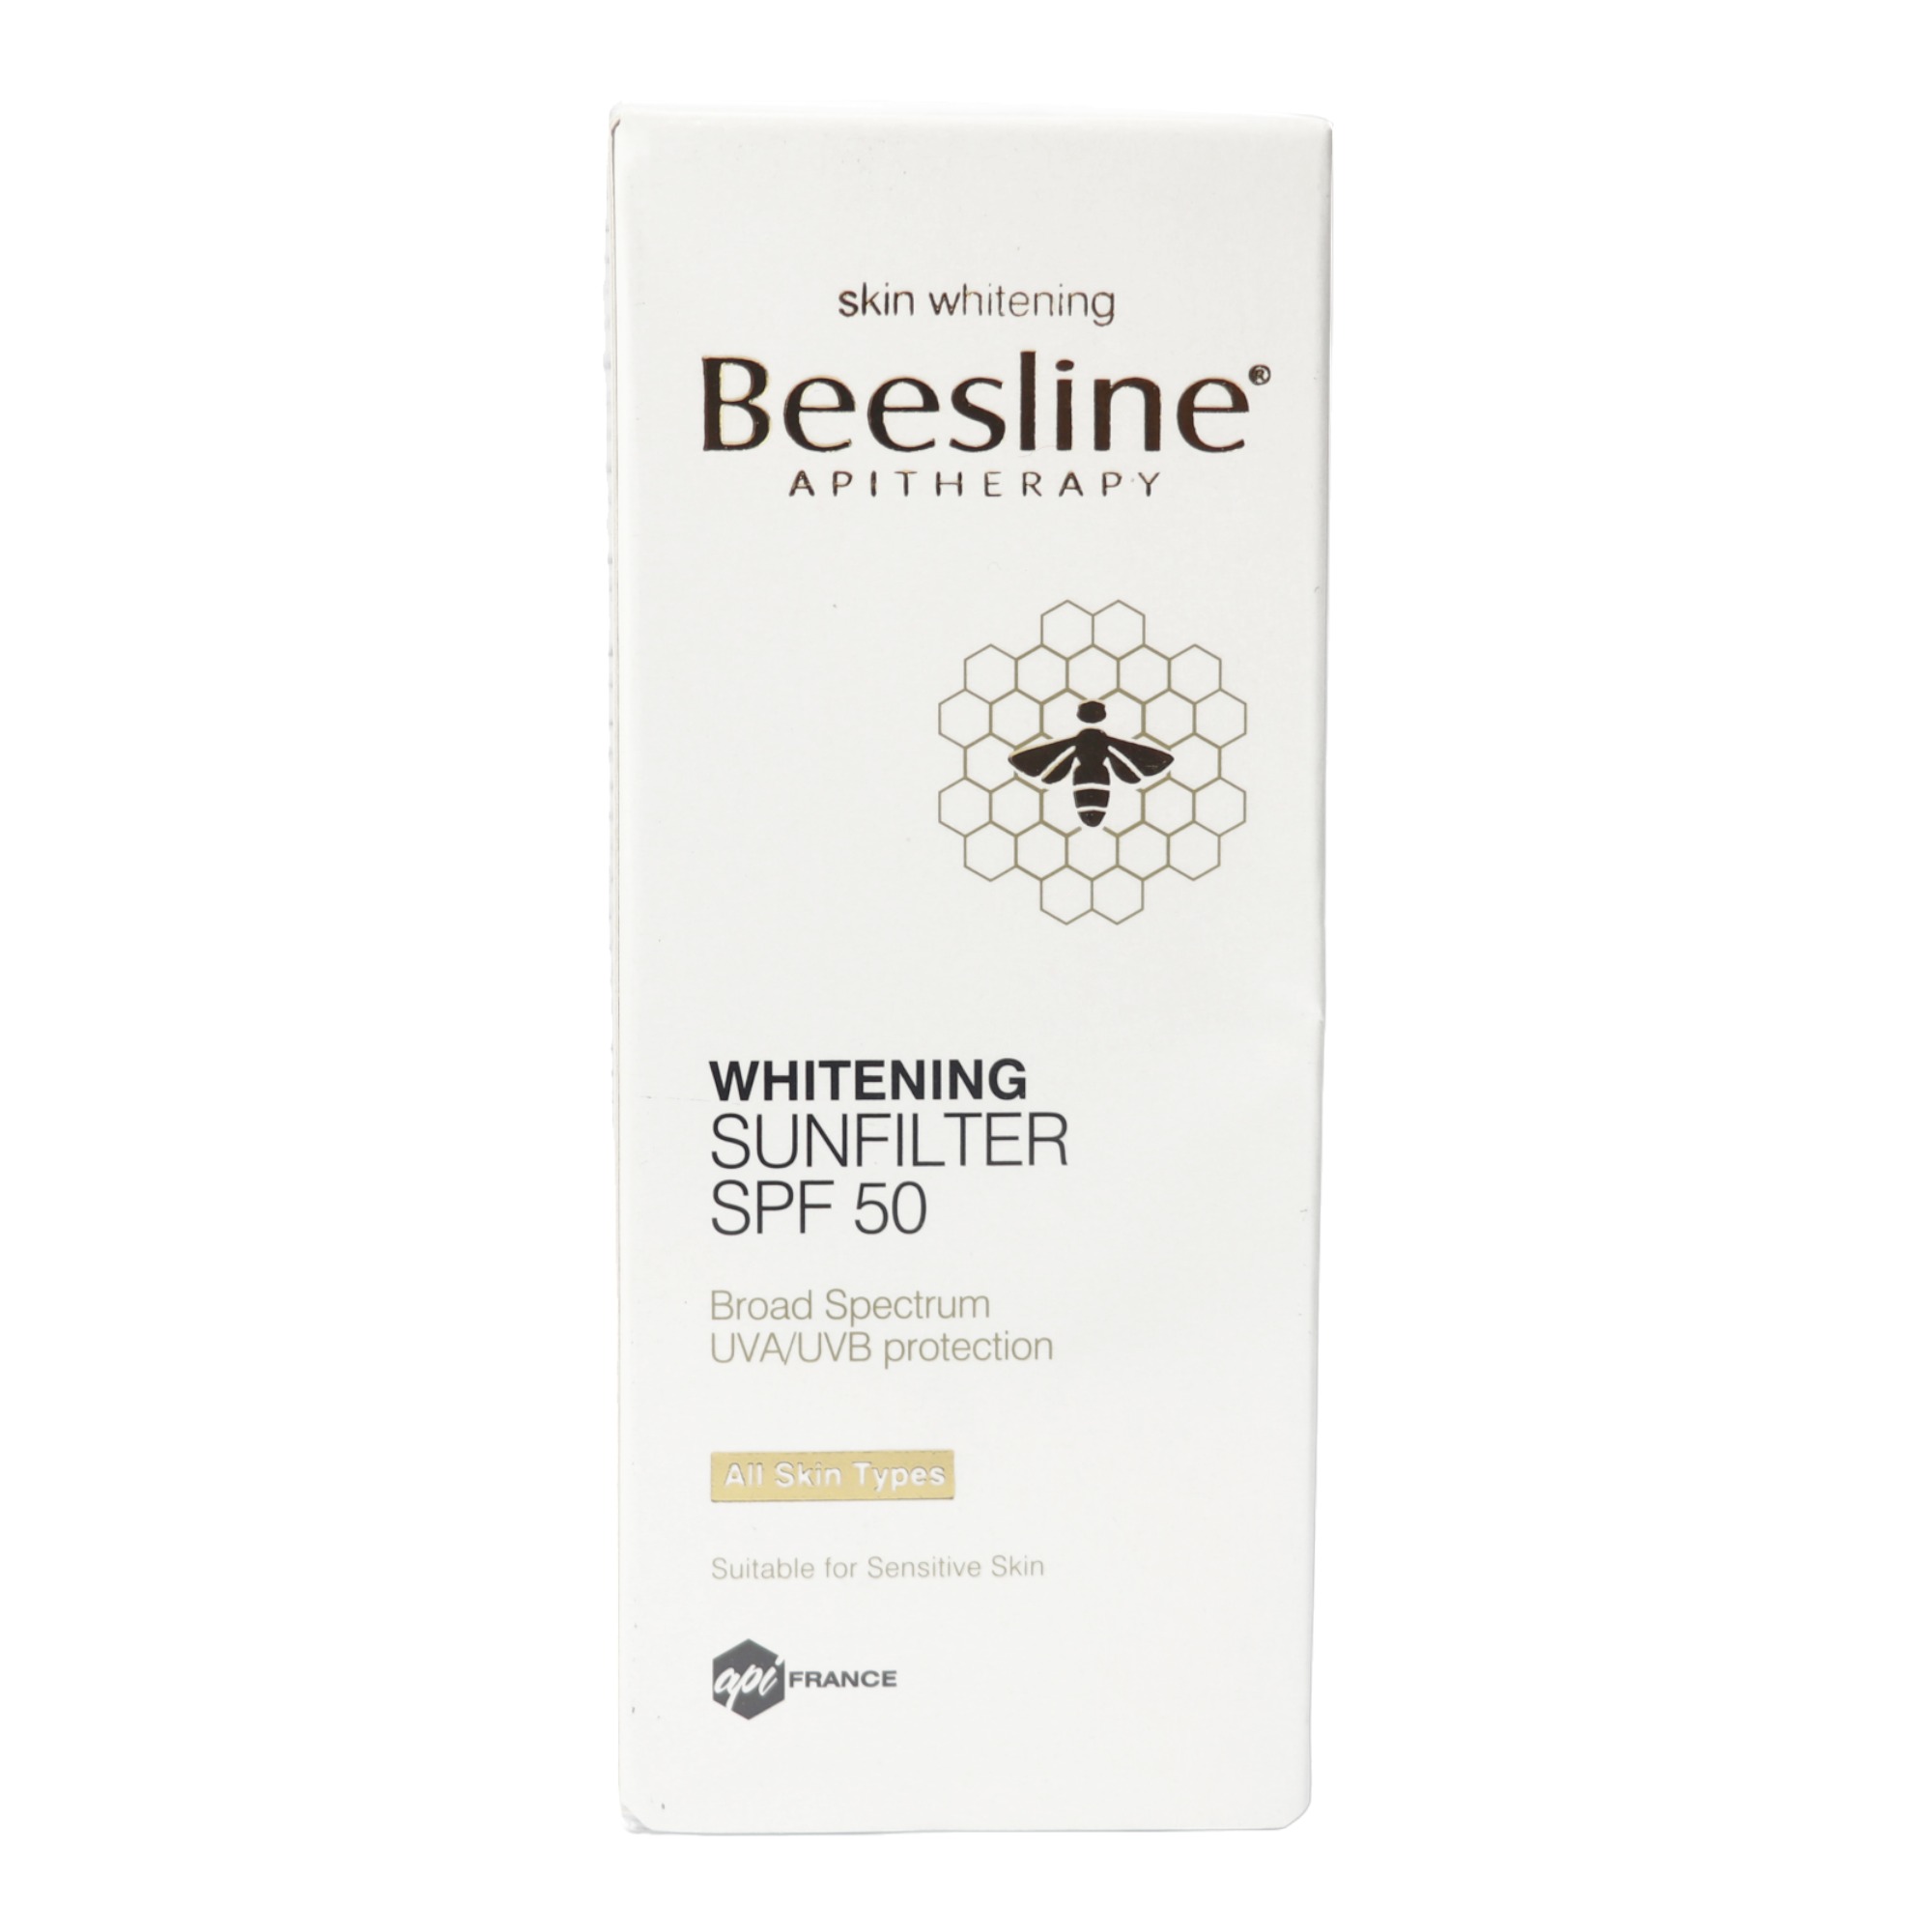 skin whitening
Beesline®
APITHERAPY
WHITENING
SUNFILTER
SPF 50
Broad Spectrum
UVA/UVB protection
All Skin Types
Suitable for Sensitive Skin
api FRANCE